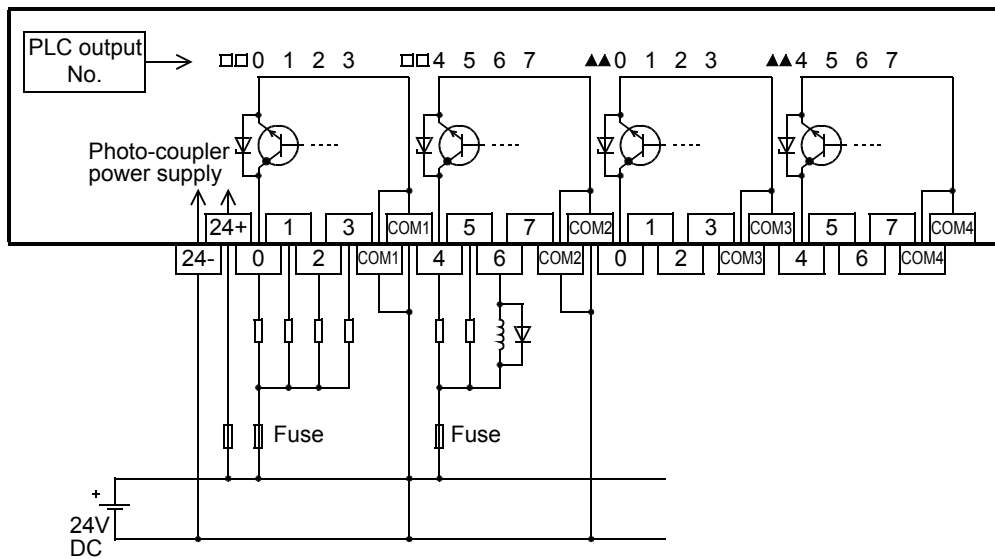 PLC output
No.
□□0 1 2 3 □□4 5 6 7 ▲▲0 1 2 3 ▲▲4 5 6 7
Photo-coupler
power supply
24+ 1 3 COM1 5 7 COM2 1 3 COM3 5 7 COM4
24- 0 2 COM1 4 6 COM2 0 2 COM3 4 6 COM4
Fuse Fuse
+
24V
DC